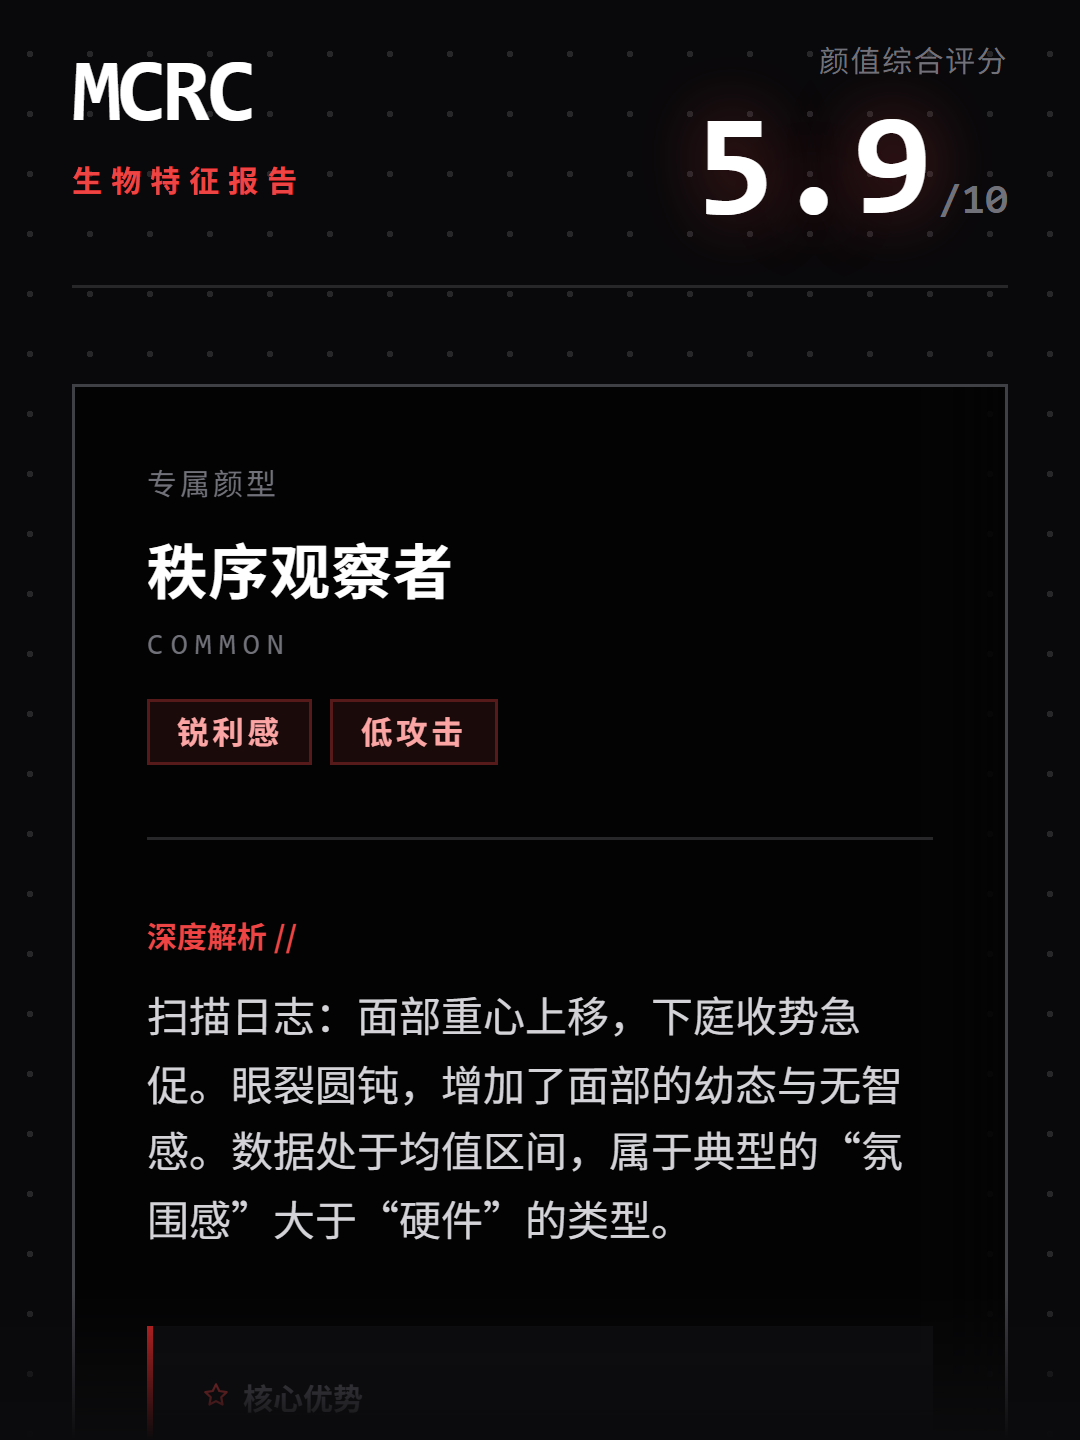 MCRC
生物特征报告
颜值综合评分
5.9/10
专属颜型
秩序观察者
COMMON
锐利感
低攻击
深度解析 //
扫描日志：面部重心上移，下庭收势急
促。眼裂圆钝，增加了面部的幼态与无智
感。数据处于均值区间，属于典型的“氛
围感”大于“硬件”的类型。
核心优势